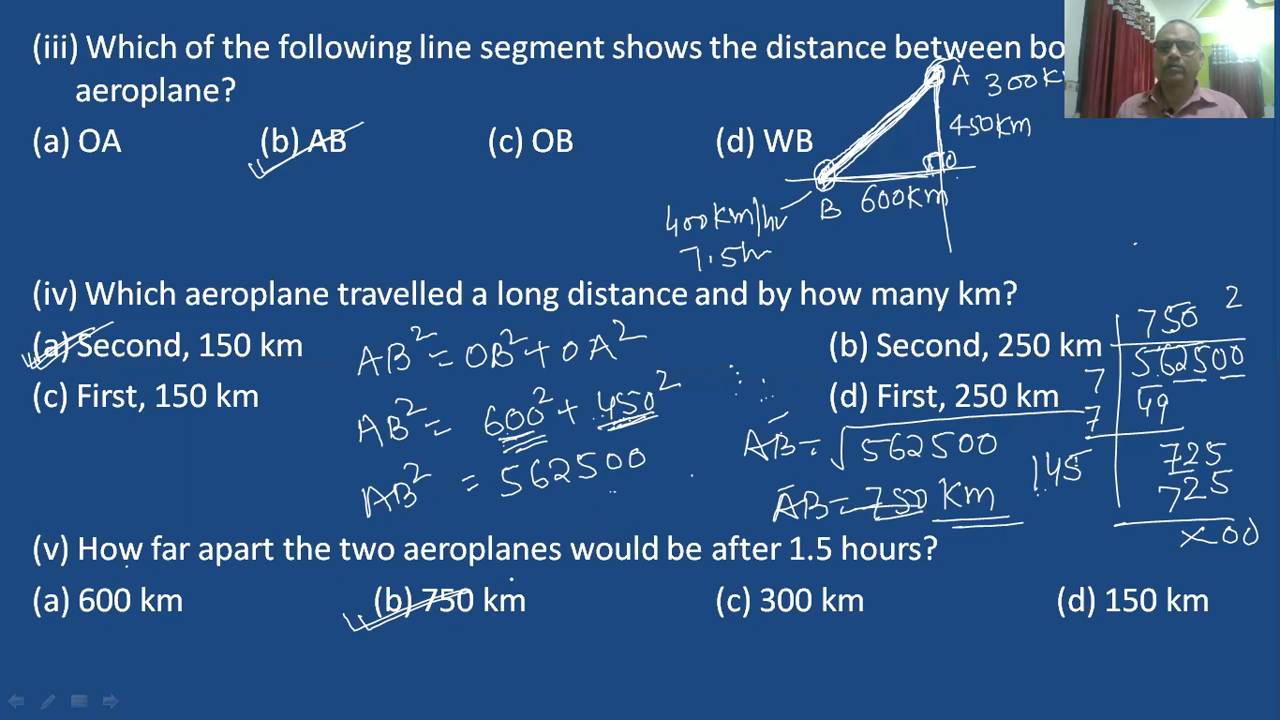 (iii) Which of the following line segment shows the distance between bo
aeroplane?
A 300K
450Km
(a) OA (b) AB (c) OB (d) WB
B 600Km
400Km/hr
7.5hr
(iv) Which aeroplane travelled a long distance and by how many km?
(a) Second, 150 km (b) Second, 250 km
(c) First, 150 km (d) First, 250 km
AB² = OB² + OA²
AB² = 600² + 450²
AB² = 562500
AB = √562500
AB = 750 Km
750 2
7 562500
7 49
145 725
725
×00
(v) How far apart the two aeroplanes would be after 1.5 hours?
(a) 600 km (b) 750 km (c) 300 km (d) 150 km